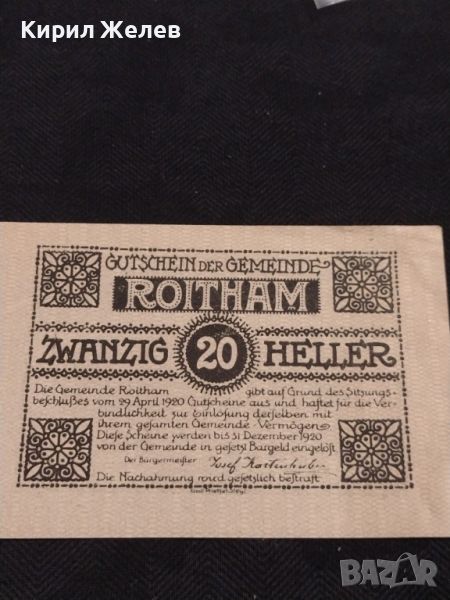 Кирил Желев
GUTSCHEIN DER GEMEINDE
ROITHAM
ZWANZIG 20 HELLER
Die Gemeinde Roitham gibt auf Grund des Sitzungs-
beschlußes vom 29 April 1920 Gutscheine aus und haftet für die Ver-
bindlichkeit zur Einlösung derselben mit
ihrem gesamten Gemeinde-Vermögen
Diese Scheine werden bis 31 Dezember 1920
von der Gemeinde in gesetzl Bargeld eingelöst
Der Bürgermeister Josef
Die Nachahmung wird gesetzlich bestraft
BAZAR